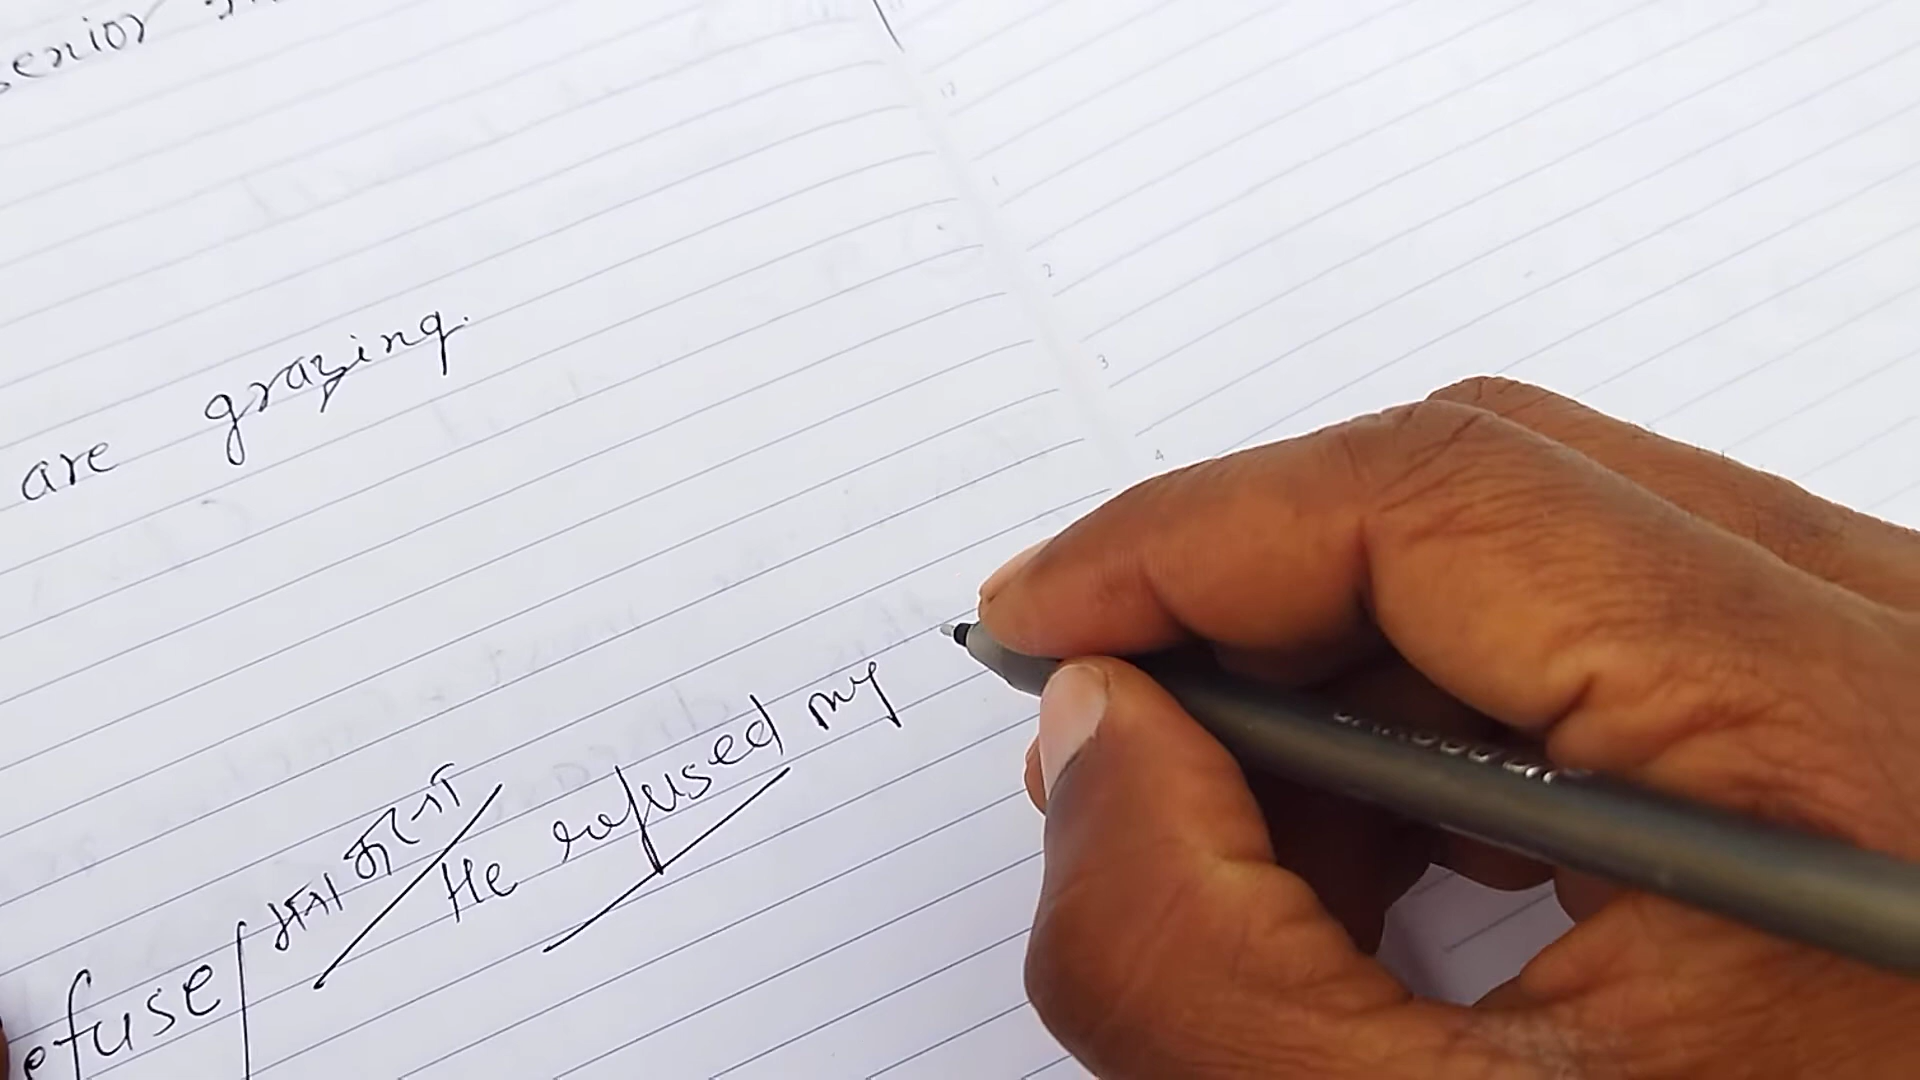 senior
are grazing.
efuse/ मना करना
He refused my